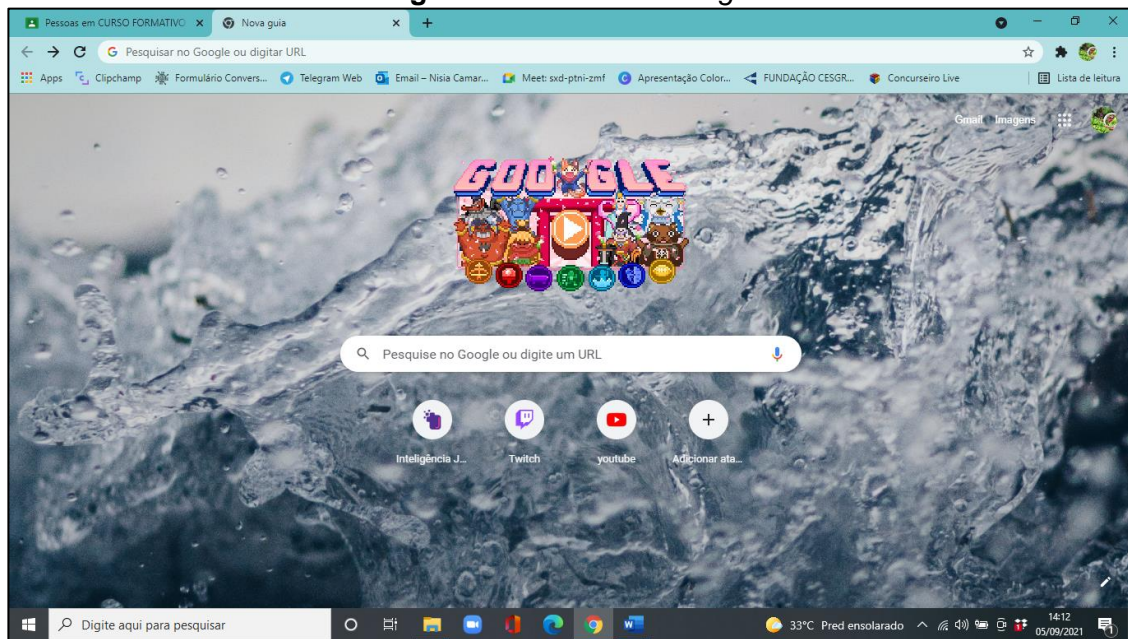 Pessoas em CURSO FORMATIVO
Nova guia
Pesquisar no Google ou digitar URL
Apps
Clipchamp
Formulário Convers...
Telegram Web
Email – Nisia Camar...
Meet: sxd-ptni-zmf
Apresentação Color...
FUNDAÇÃO CESGR...
Concurseiro Live
Lista de leitura
Gmail Imagens
GOOGLE
Pesquise no Google ou digite um URL
Inteligência J...
Twitch
youtube
Adicionar ata...
Digite aqui para pesquisar
33°C Pred ensolarado
14:12
05/09/2021